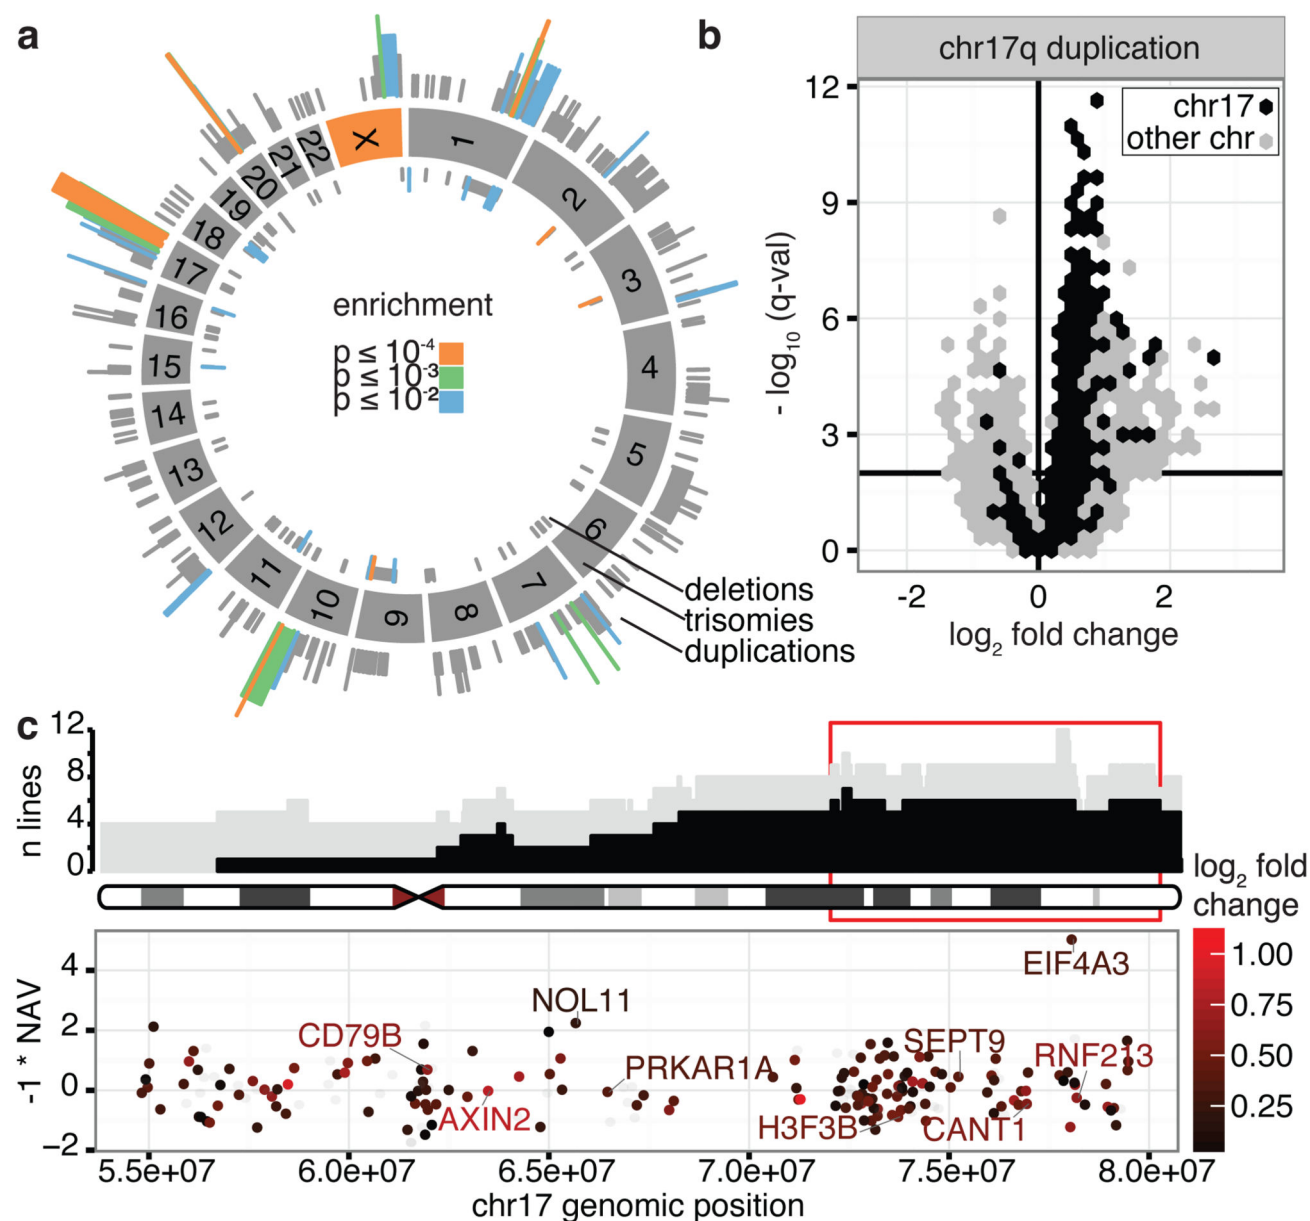 a
1
2
3
4
5
6
7
8
9
10
11
12
13
14
15
16
17
18
19
20
21
22
X
enrichment
p ≤ 10-4
p ≤ 10-3
p ≤ 10-2
deletions
trisomies
duplications
b
chr17q duplication
chr17
other chr
- log10 (q-val)
12
9
6
3
0
-2 0 2
log2 fold change
c
n lines
12
8
4
0
log2 fold
change
1.00
0.75
0.50
0.25
-1 * NAV
4
2
0
−2
EIF4A3
NOL11
CD79B
SEPT9
RNF213
PRKAR1A
AXIN2
H3F3B
CANT1
5.5e+07 6.0e+07 6.5e+07 7.0e+07 7.5e+07 8.0e+07
chr17 genomic position